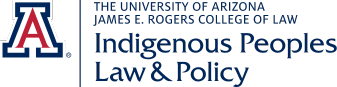 THE UNIVERSITY OF ARIZONA
JAMES E. ROGERS COLLEGE OF LAW
Indigenous Peoples
Law & Policy
A
®